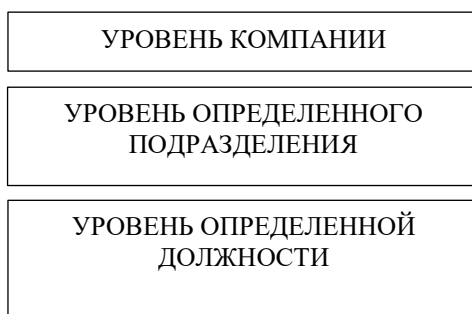 УРОВЕНЬ КОМПАНИИ
УРОВЕНЬ ОПРЕДЕЛЕННОГО
ПОДРАЗДЕЛЕНИЯ
УРОВЕНЬ ОПРЕДЕЛЕННОЙ
ДОЛЖНОСТИ